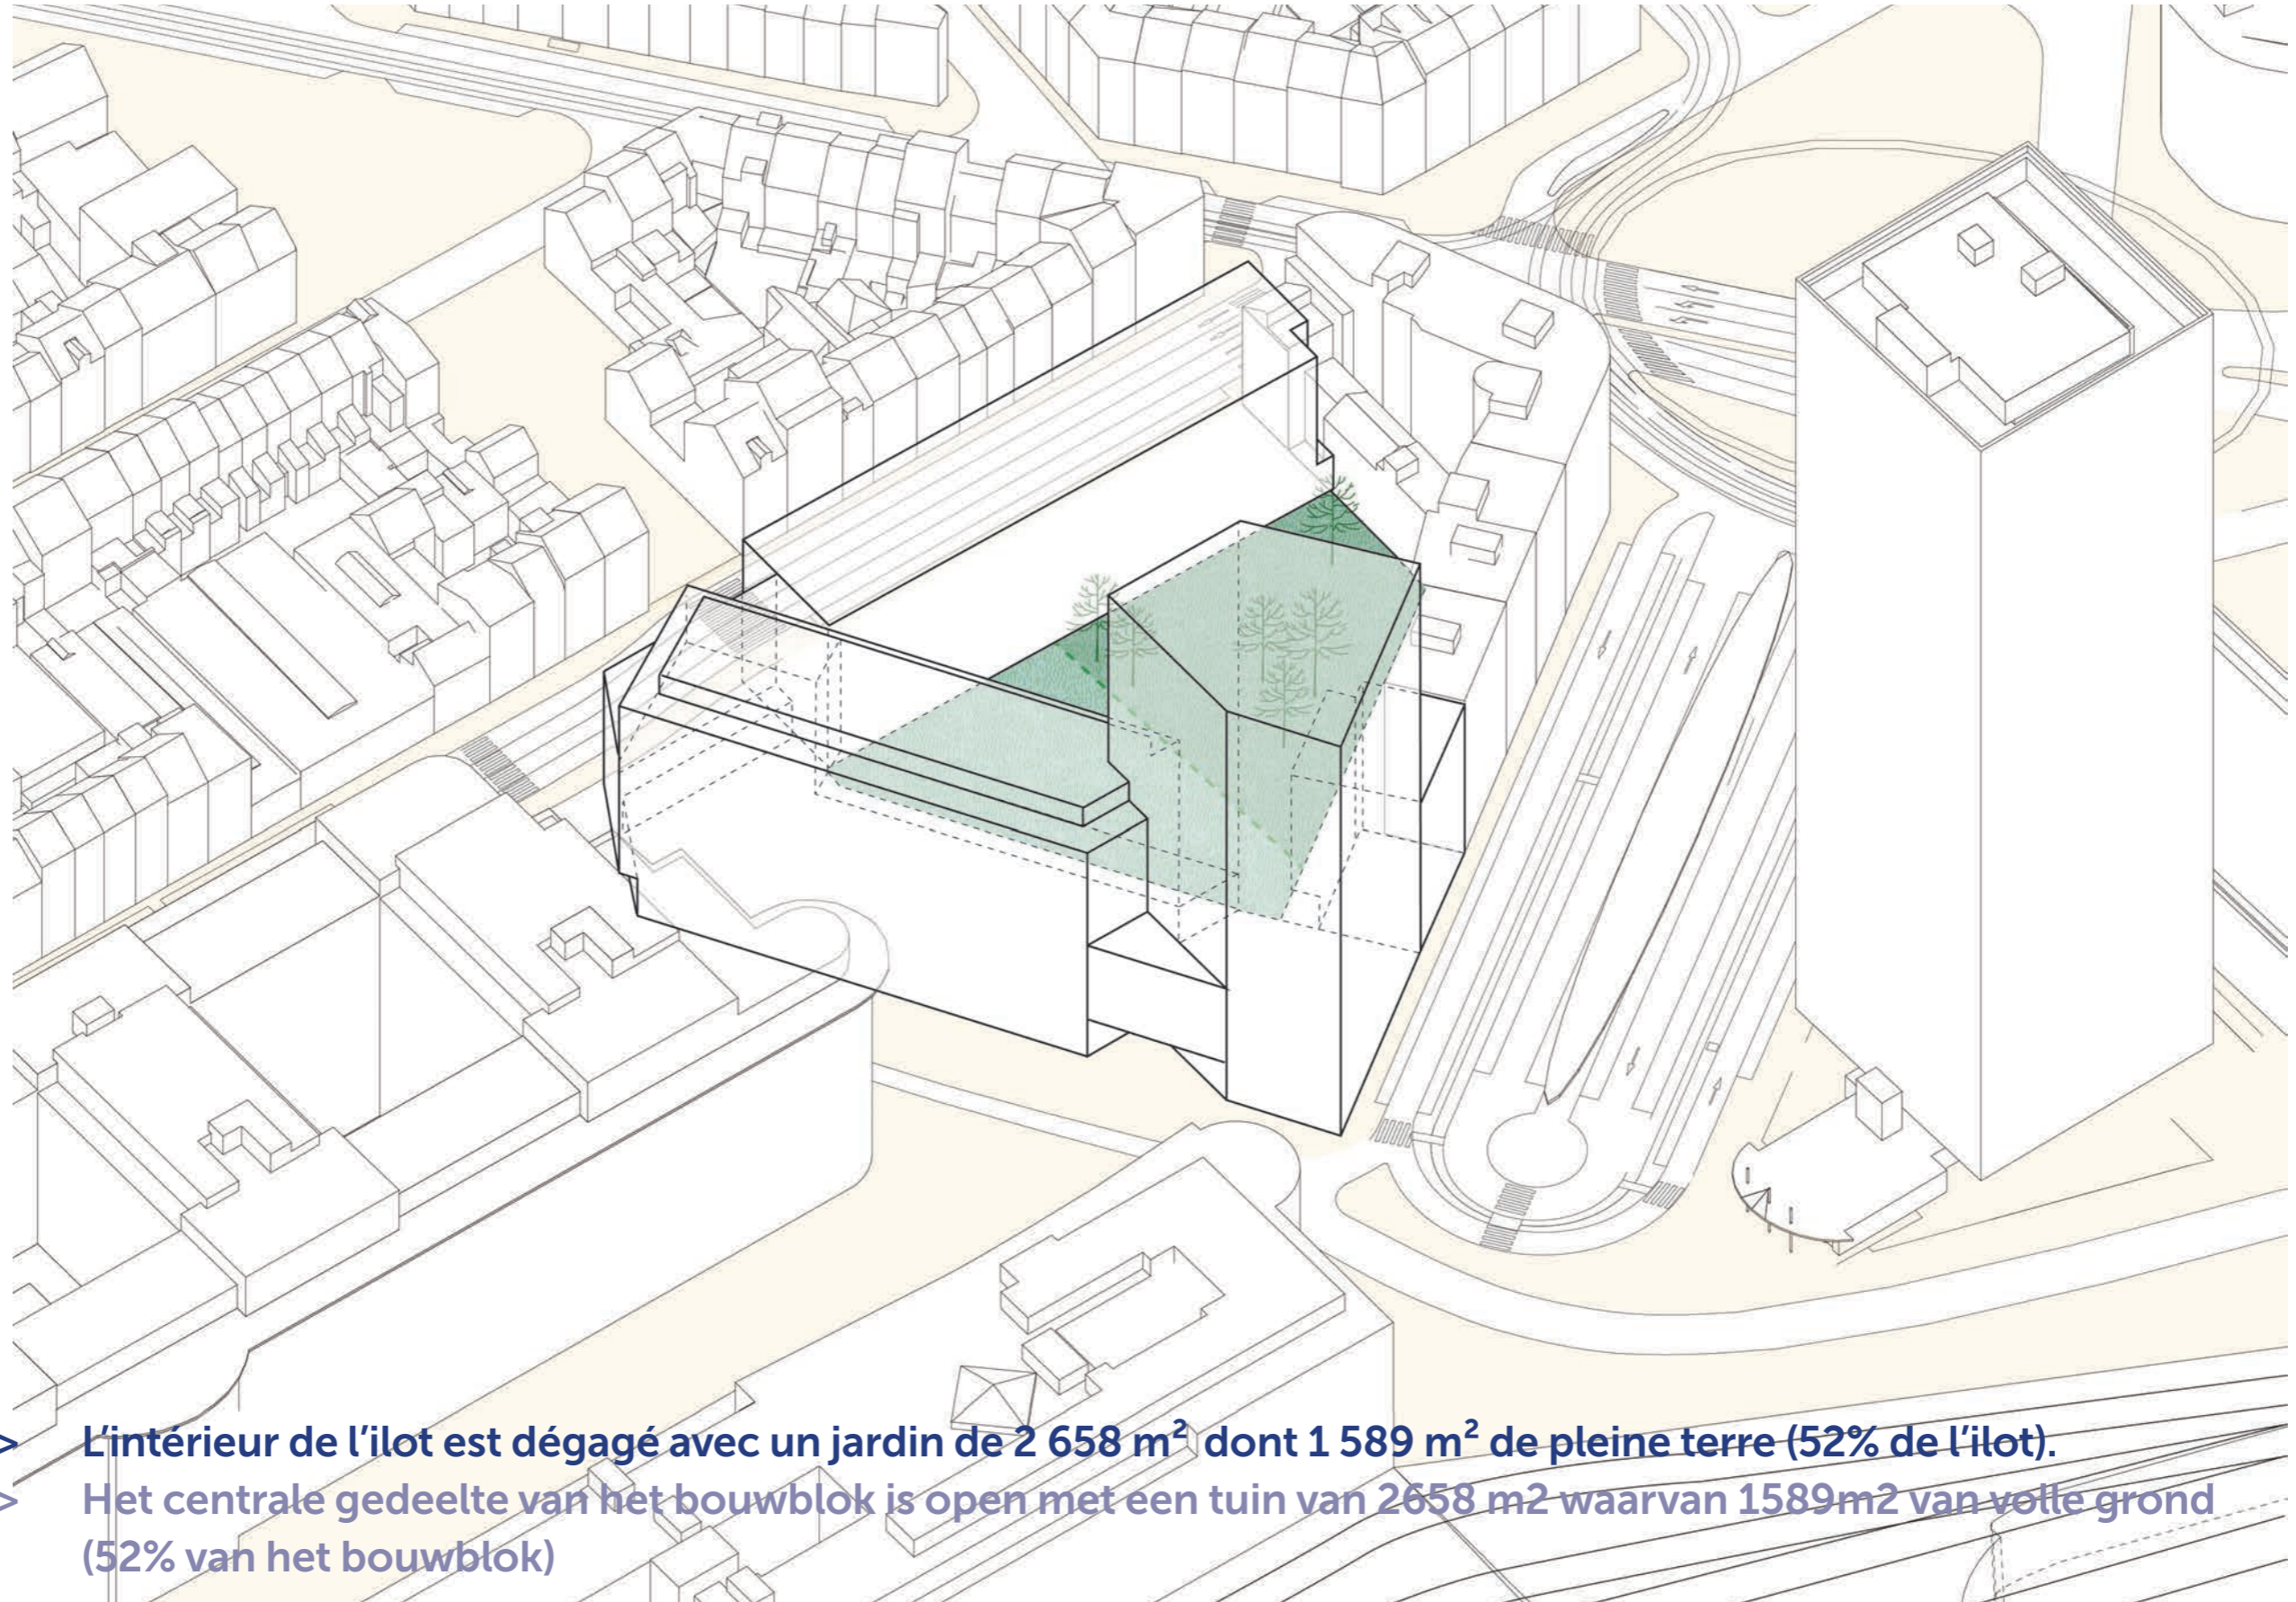 > L'intérieur de l'ilot est dégagé avec un jardin de 2 658 m² dont 1 589 m² de pleine terre (52% de l'ilot).
> Het centrale gedeelte van het bouwblok is open met een tuin van 2658 m2 waarvan 1589m2 van volle grond
(52% van het bouwblok)